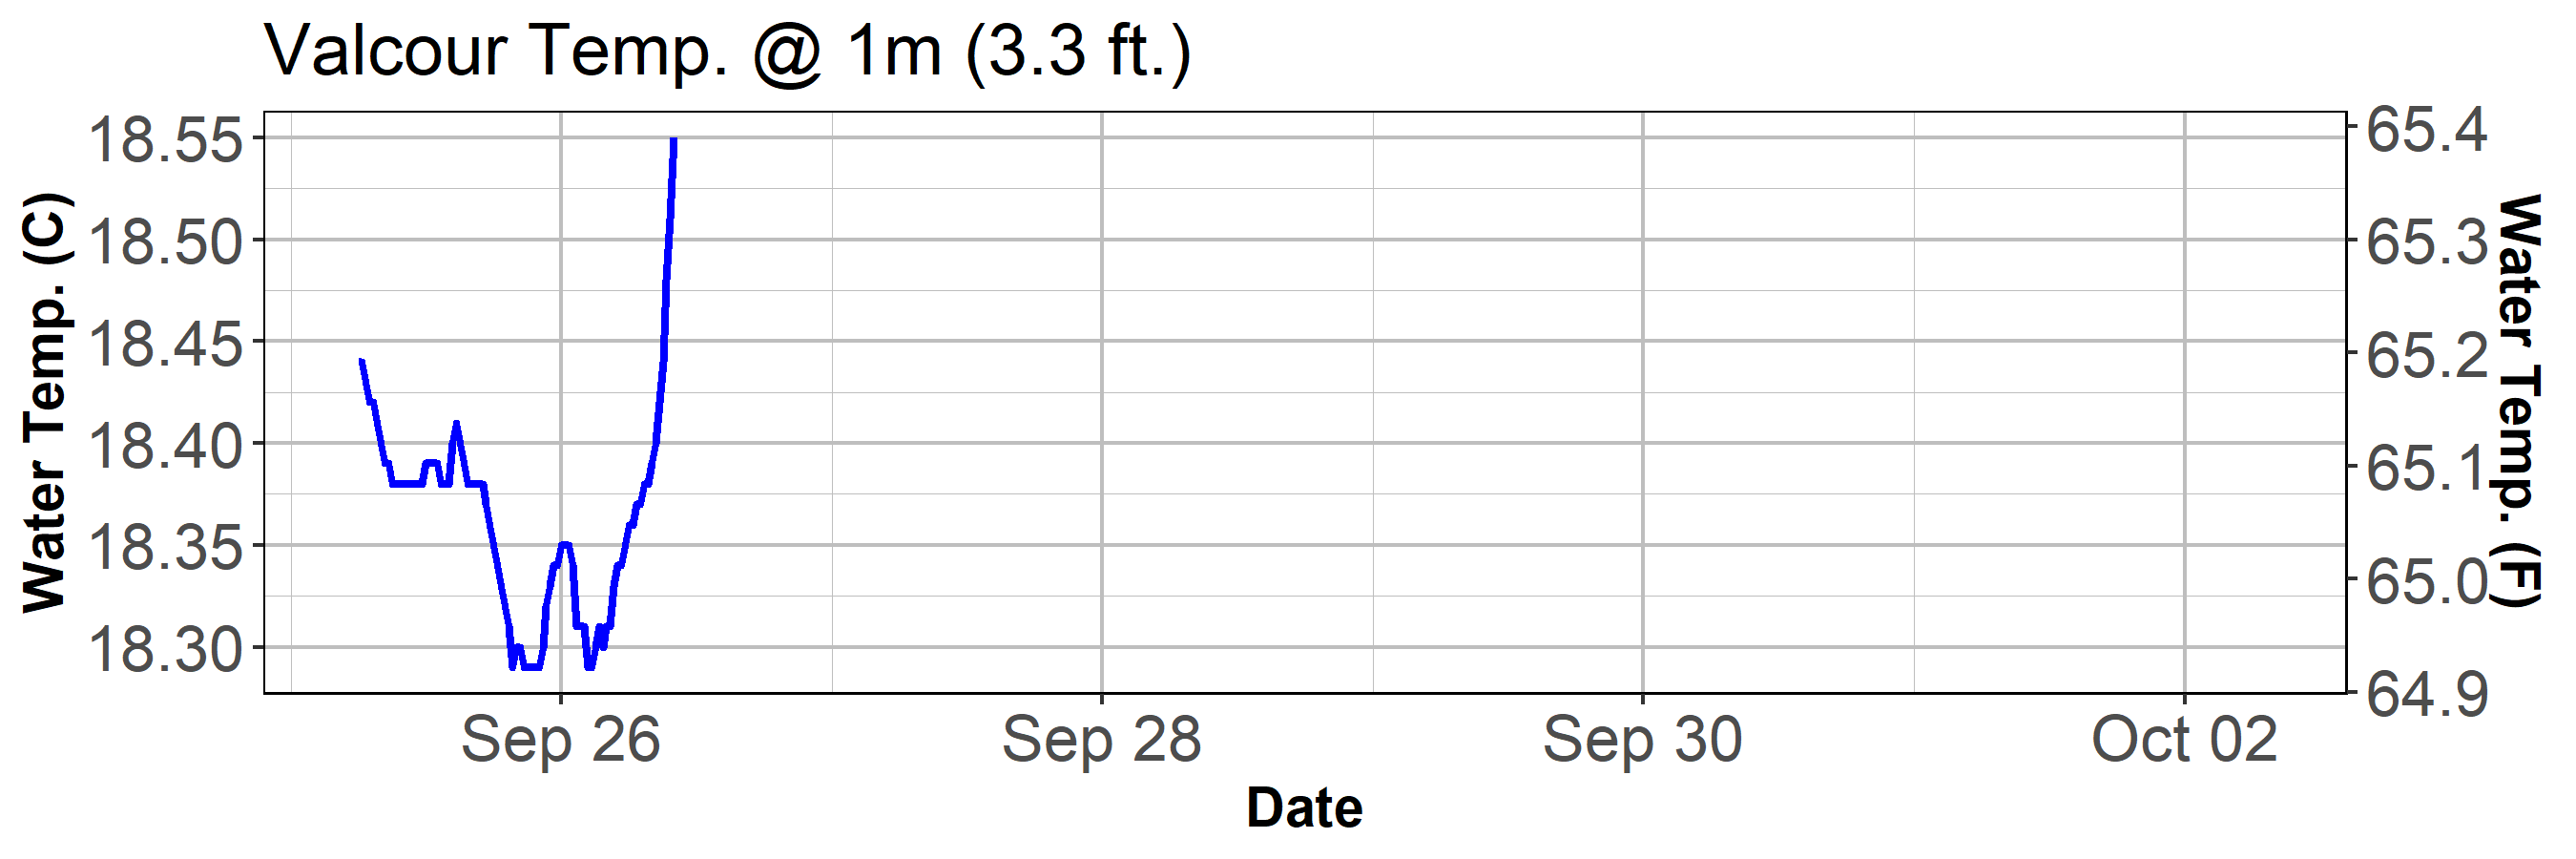 Valcour Temp. @ 1m (3.3 ft.)
Water Temp. (C)
18.55
18.50
18.45
18.40
18.35
18.30
65.4
65.3
65.2
65.1
65.0
64.9
Water Temp. (F)
Sep 26
Sep 28
Sep 30
Oct 02
Date